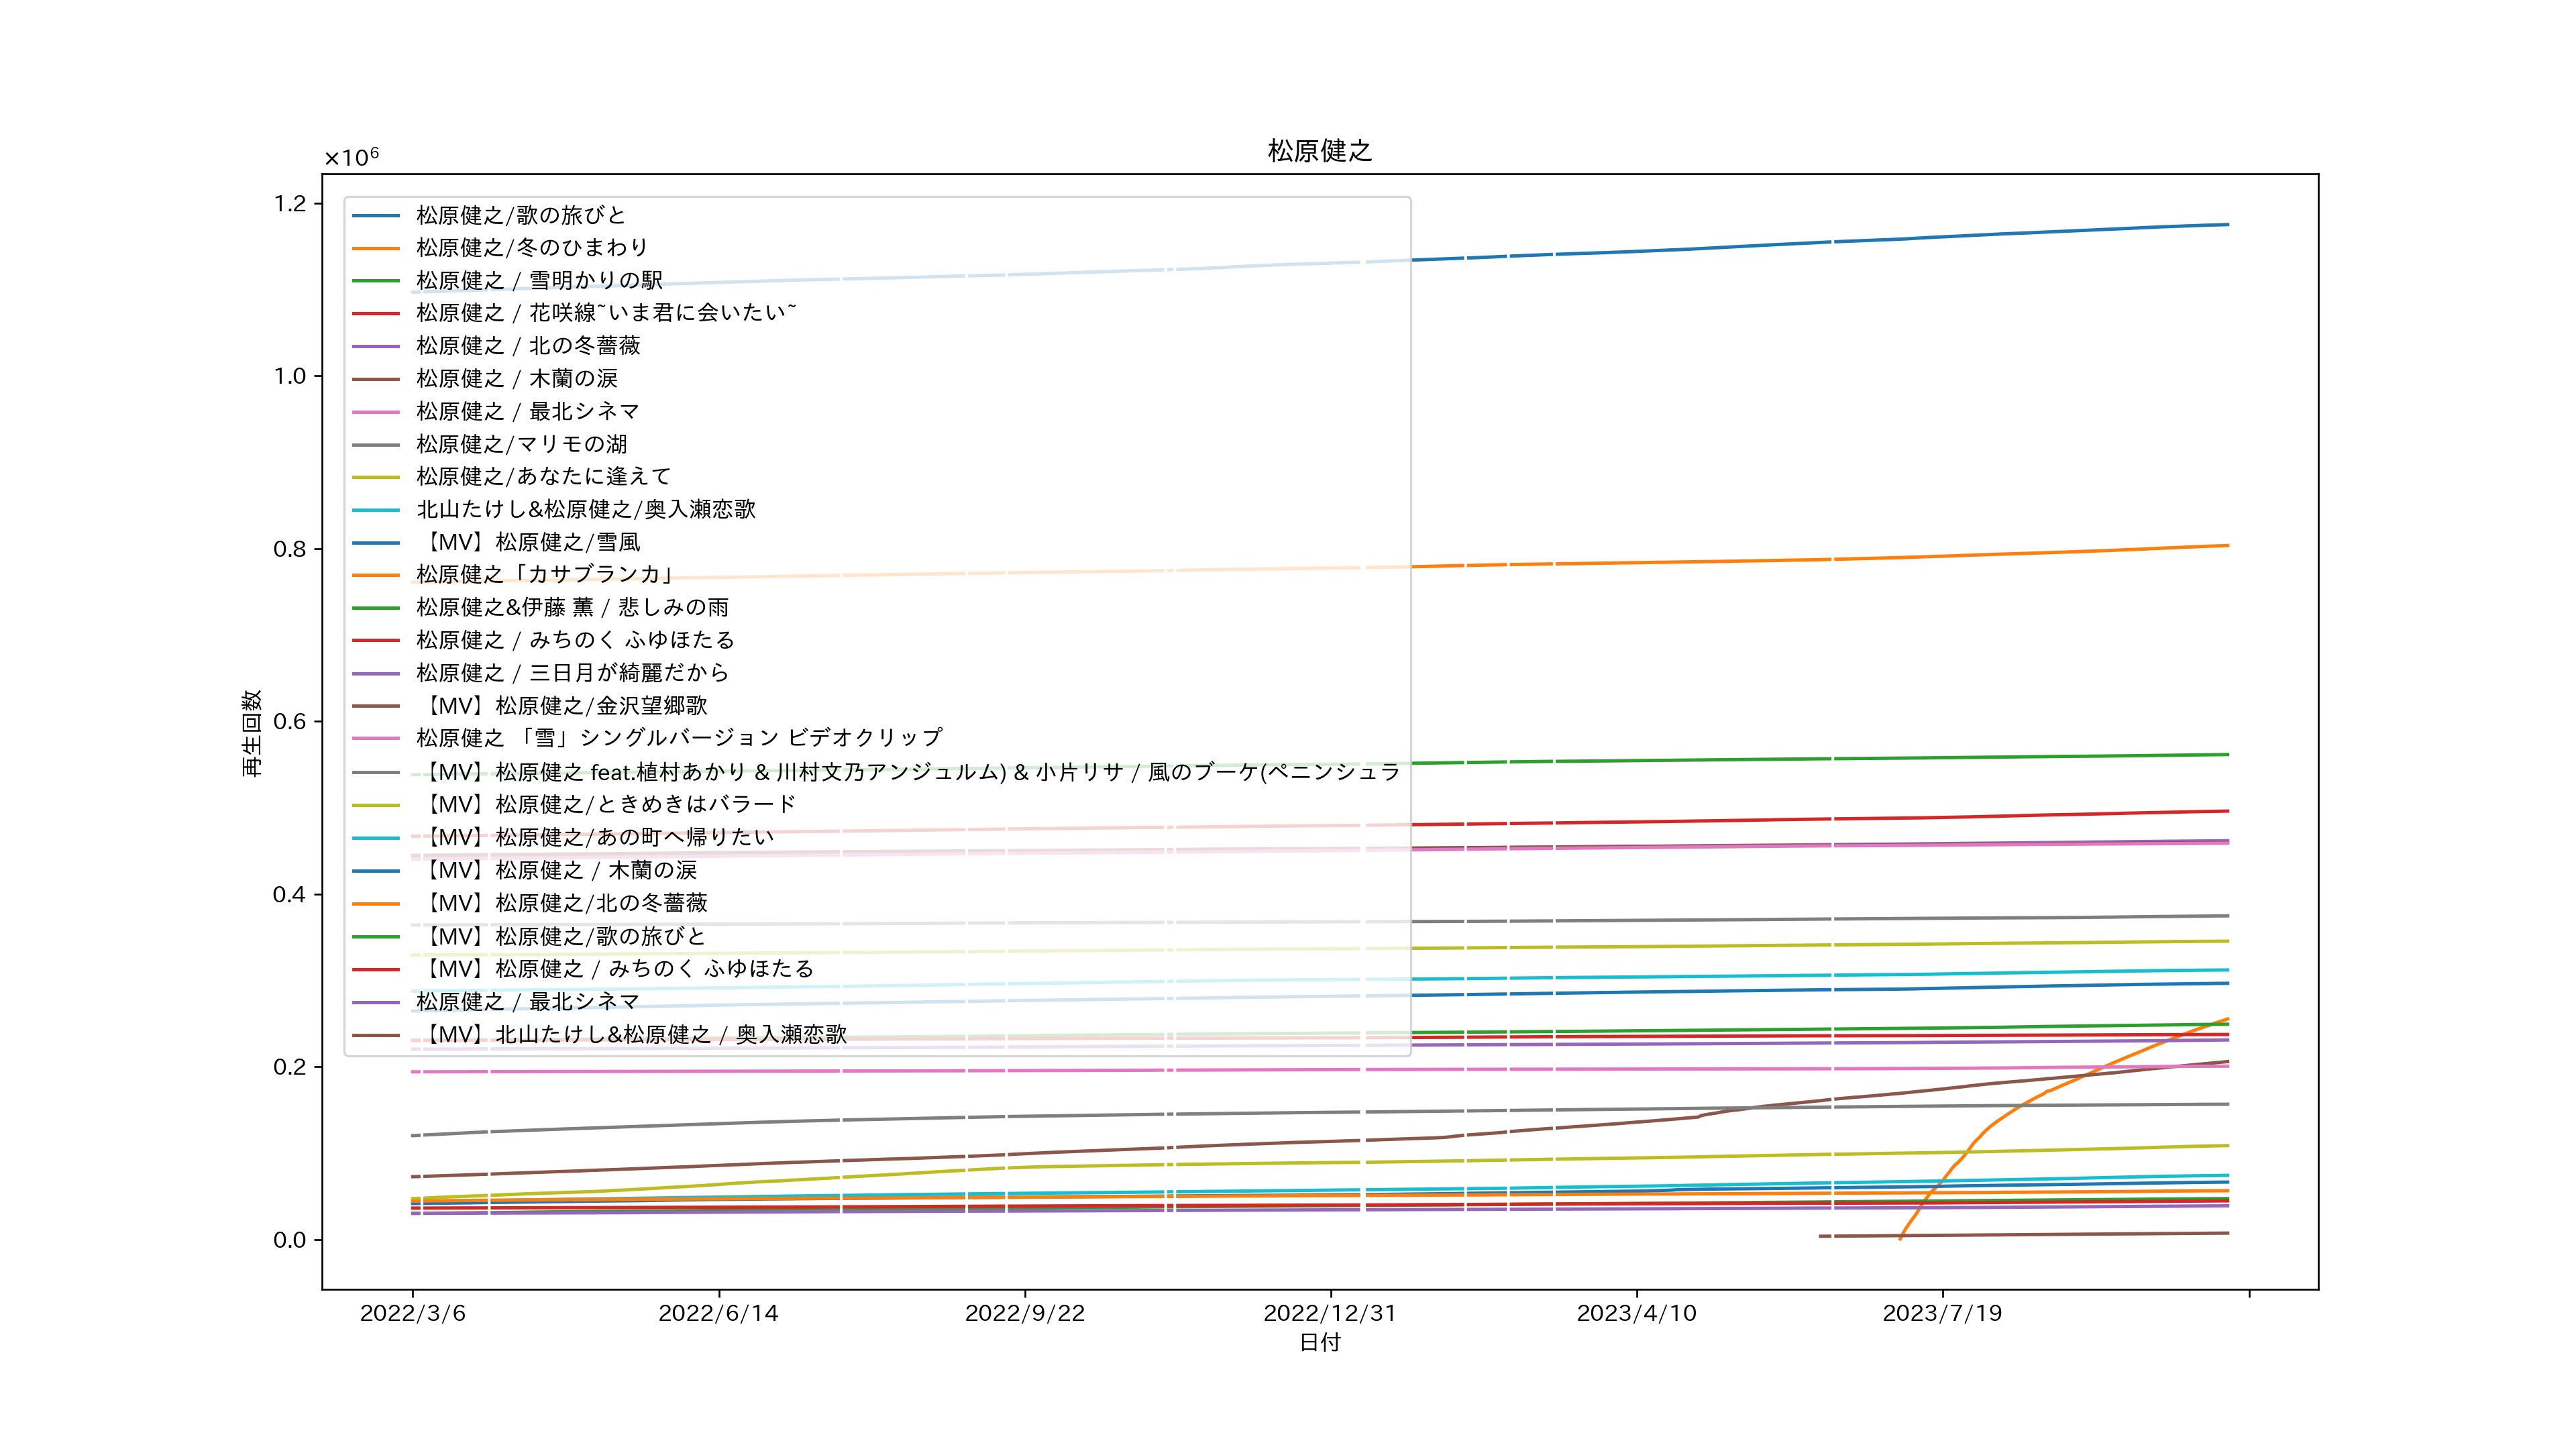 松原健之
×10⁶
1.2
1.0
0.8
0.6
0.4
0.2
0.0
再生回数
松原健之/歌の旅びと
松原健之/冬のひまわり
松原健之 / 雪明かりの駅
松原健之 / 花咲線~いま君に会いたい~
松原健之 / 北の冬薔薇
松原健之 / 木蘭の涙
松原健之 / 最北シネマ
松原健之/マリモの湖
松原健之/あなたに逢えて
北山たけし&松原健之/奥入瀬恋歌
【MV】松原健之/雪風
松原健之「カサブランカ」
松原健之&伊藤 薫 / 悲しみの雨
松原健之 / みちのく ふゆほたる
松原健之 / 三日月が綺麗だから
【MV】松原健之/金沢望郷歌
松原健之 「雪」シングルバージョン ビデオクリップ
【MV】松原健之 feat.植村あかり & 川村文乃アンジュルム) & 小片リサ / 風のブーケ(ペニンシュラ
【MV】松原健之/ときめきはバラード
【MV】松原健之/あの町へ帰りたい
【MV】松原健之 / 木蘭の涙
【MV】松原健之/北の冬薔薇
【MV】松原健之/歌の旅びと
【MV】松原健之 / みちのく ふゆほたる
松原健之 / 最北シネマ
【MV】北山たけし&松原健之 / 奥入瀬恋歌
2022/3/6
2022/6/14
2022/9/22
2022/12/31
2023/4/10
2023/7/19
日付